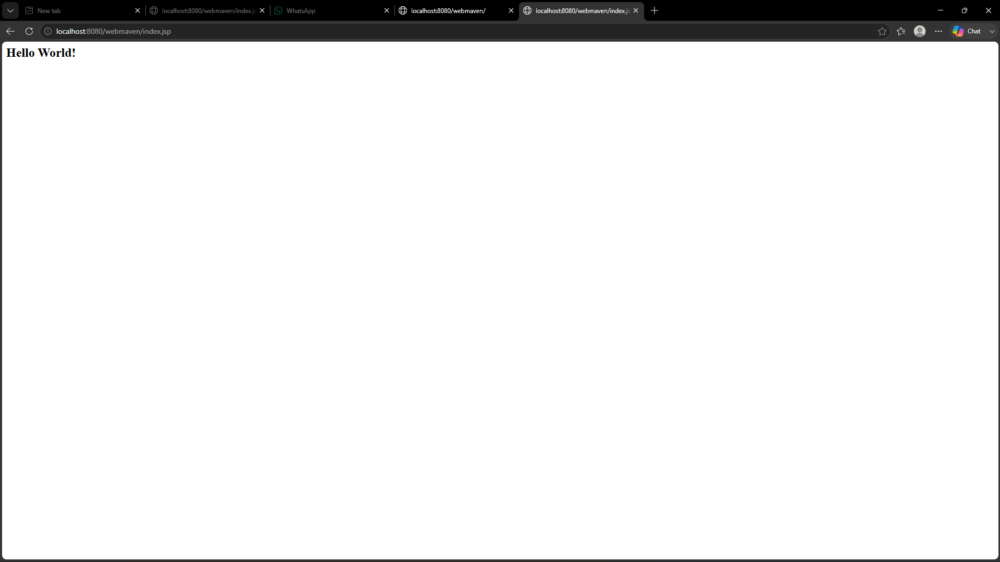 New tab
localhost:8080/webmaven/index.js
WhatsApp
localhost:8080/webmaven/
localhost:8080/webmaven/index.js
localhost:8080/webmaven/index.jsp
Chat
Hello World!